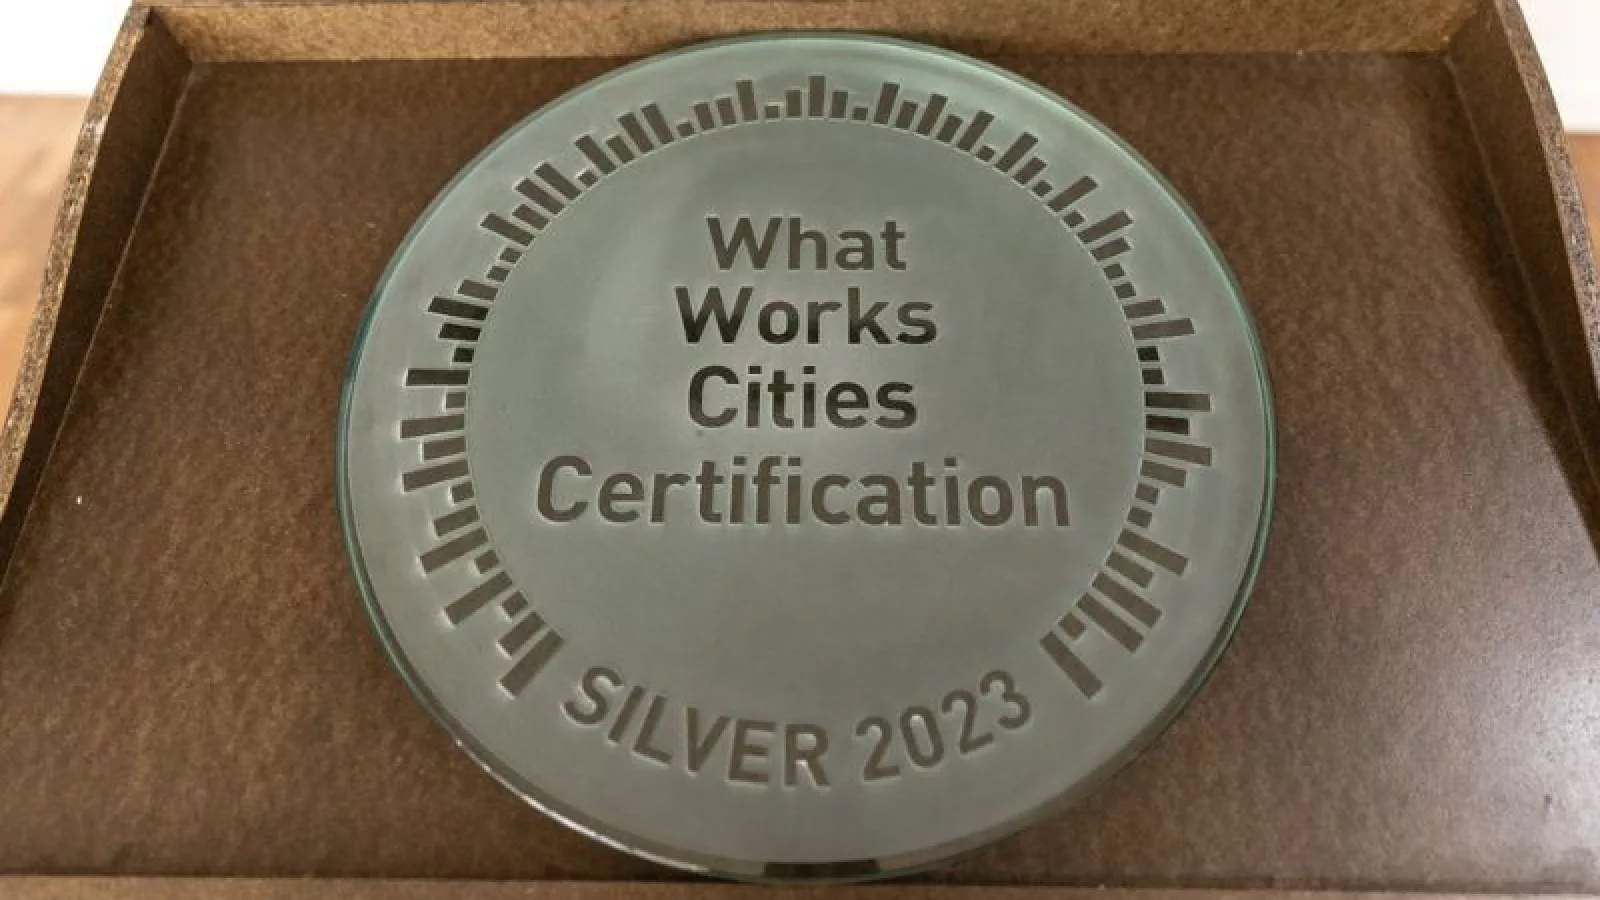 What
Works
Cities
Certification
SILVER 2023